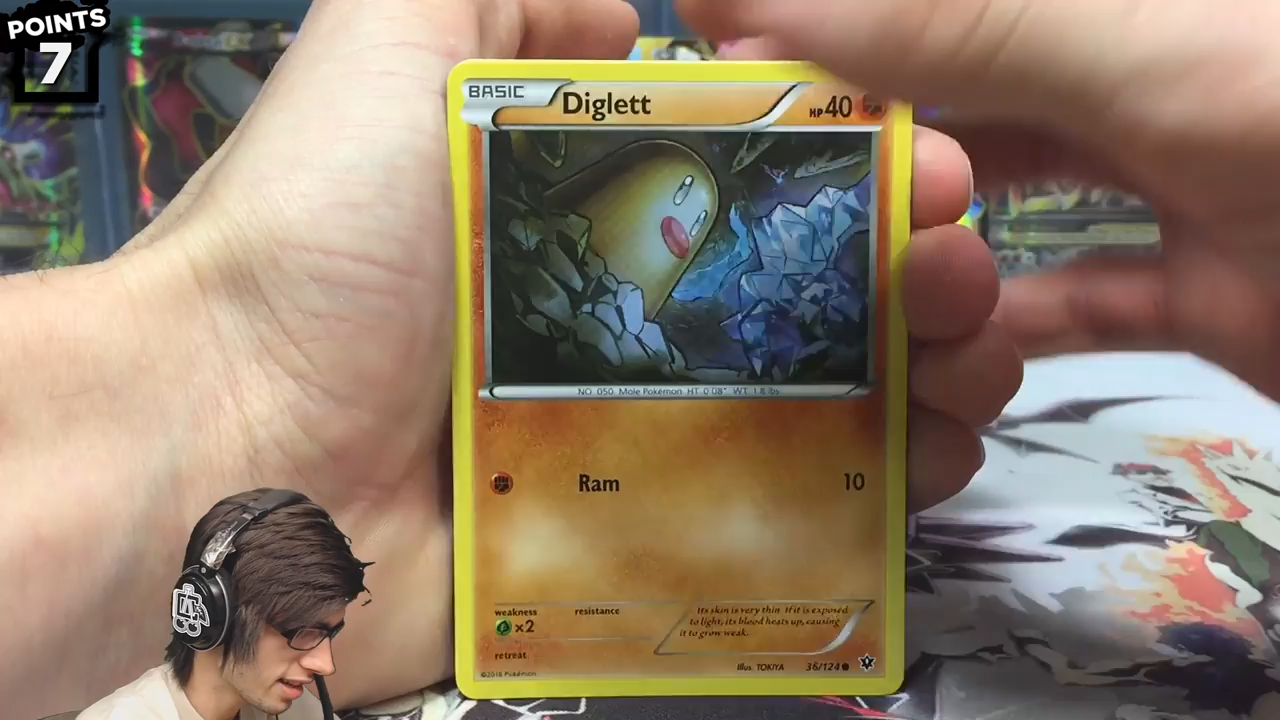 POINTS
7
BASIC
Diglett
HP40
NO. 050 Mole Pokémon HT 0'08" WT 1.8 lbs
Ram
10
weakness
resistance
x2
Its skin is very thin. If it is exposed
to light, its blood heats up, causing
it to grow weak.
retreat
Illus. TOKIYA
36/124
©2016 Pokémon